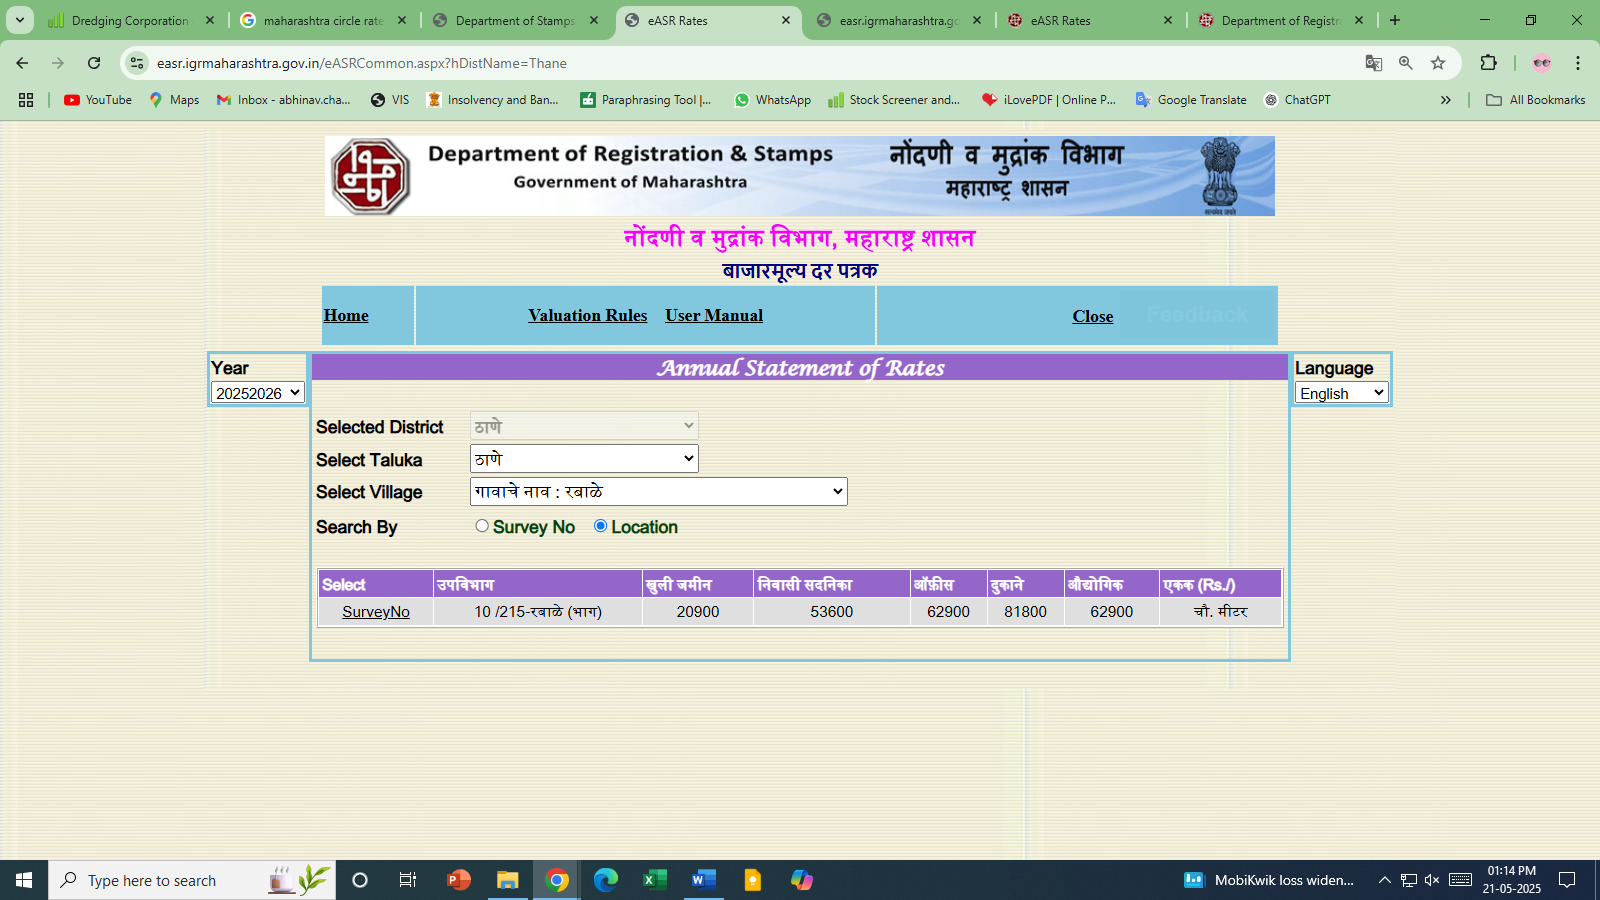 Dredging Corporation
maharashtra circle rate
Department of Stamps
eASR Rates
easr.igrmaharashtra.go
eASR Rates
Department of Registra
easr.igrmaharashtra.gov.in/eASRCommon.aspx?hDistName=Thane
YouTube
Maps
Inbox - abhinav.cha...
VIS
Insolvency and Ban...
Paraphrasing Tool |...
WhatsApp
Stock Screener and...
iLovePDF | Online P...
Google Translate
ChatGPT
All Bookmarks
Department of Registration & Stamps
Government of Maharashtra
नोंदणी व मुद्रांक विभाग
महाराष्ट्र शासन
नोंदणी व मुद्रांक विभाग, महाराष्ट्र शासन
बाजारमूल्य दर पत्रक
Home Valuation Rules User Manual Close Feedback
Year
20252026
Annual Statement of Rates
Language
English
Selected District ठाणे
Select Taluka ठाणे
Select Village गावाचे नाव : रबाळे
Search By Survey No Location
Select उपविभाग खुली जमीन निवासी सदनिका ऑफ़ीस दुकाने औद्योगिक एकक (Rs./)
SurveyNo 10 /215-रबाळे (भाग) 20900 53600 62900 81800 62900 चौ. मीटर
Type here to search
MobiKwik loss widen...
01:14 PM
21-05-2025